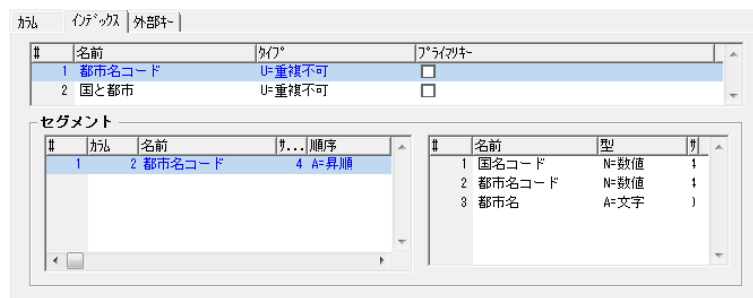 ｶﾗﾑ ｲﾝﾃﾞｯｸｽ 外部ｷｰ
# 名前 ﾀｲﾌﾟ ﾌﾟﾗｲﾏﾘｷｰ
1 都市名コード U=重複不可
2 国と都市 U=重複不可
セグメント
# ｶﾗﾑ 名前 ｻ... 順序
1 2 都市名コード 4 A=昇順
# 名前 型 ｻ
1 国名コード N=数値
2 都市名コード N=数値
3 都市名 A=文字